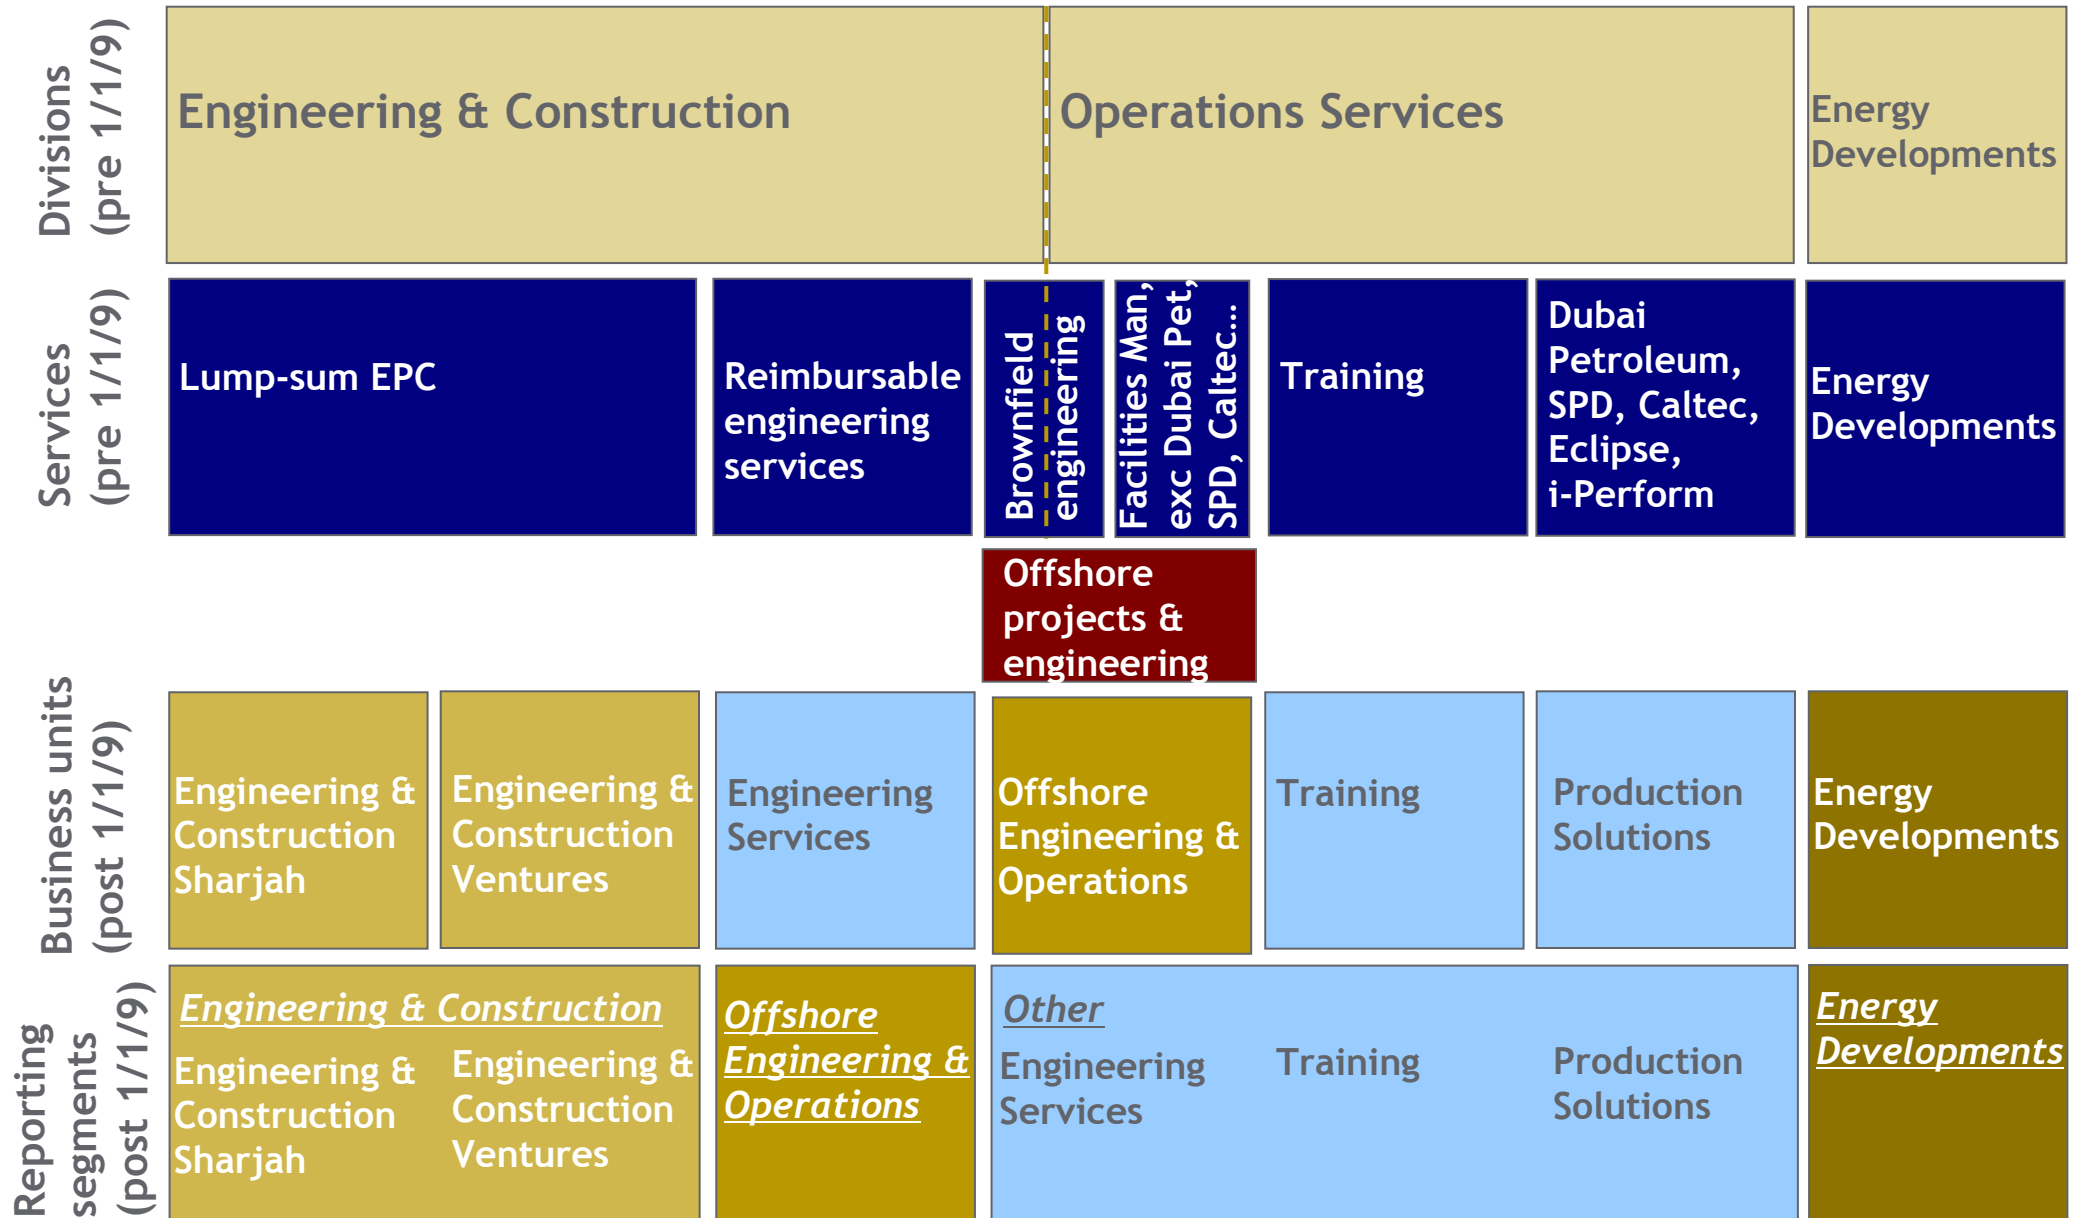 Divisions
(pre 1/1/9)
Engineering & Construction
Operations Services
Energy
Developments
Services
(pre 1/1/9)
Lump-sum EPC
Reimbursable
engineering
services
Brownfield
engineering
Facilities Man,
exc Dubai Pet,
SPD, Caltec...
Training
Dubai
Petroleum,
SPD, Caltec,
Eclipse,
i-Perform
Energy
Developments
Offshore
projects &
engineering
Business units
(post 1/1/9)
Engineering &
Construction
Sharjah
Engineering &
Construction
Ventures
Engineering
Services
Offshore
Engineering &
Operations
Training
Production
Solutions
Energy
Developments
Reporting
segments
(post 1/1/9)
Engineering & Construction
Engineering &
Construction
Sharjah
Engineering &
Construction
Ventures
Offshore
Engineering &
Operations
Other
Engineering
Services
Training
Production
Solutions
Energy
Developments